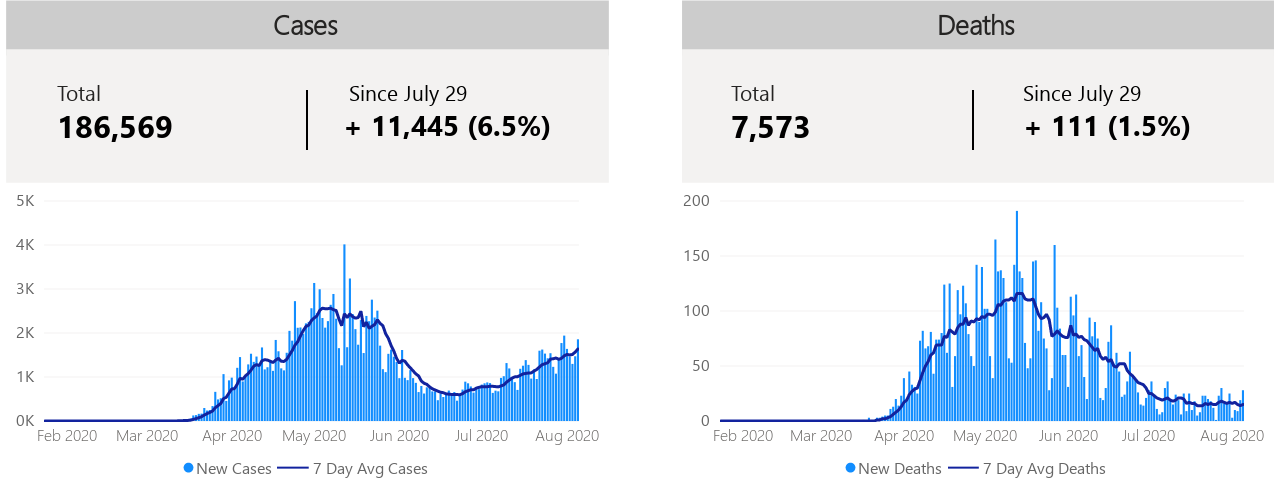 Cases
Total
Since July 29
186,569
+ 11,445 (6.5%)
5K
4K
3K
2K
1K
0K
Feb 2020 Mar 2020 Apr 2020 May 2020 Jun 2020 Jul 2020 Aug 2020
New Cases 7 Day Avg Cases
Deaths
Total
Since July 29
7,573
+ 111 (1.5%)
200
150
100
50
0
Feb 2020 Mar 2020 Apr 2020 May 2020 Jun 2020 Jul 2020 Aug 2020
New Deaths 7 Day Avg Deaths